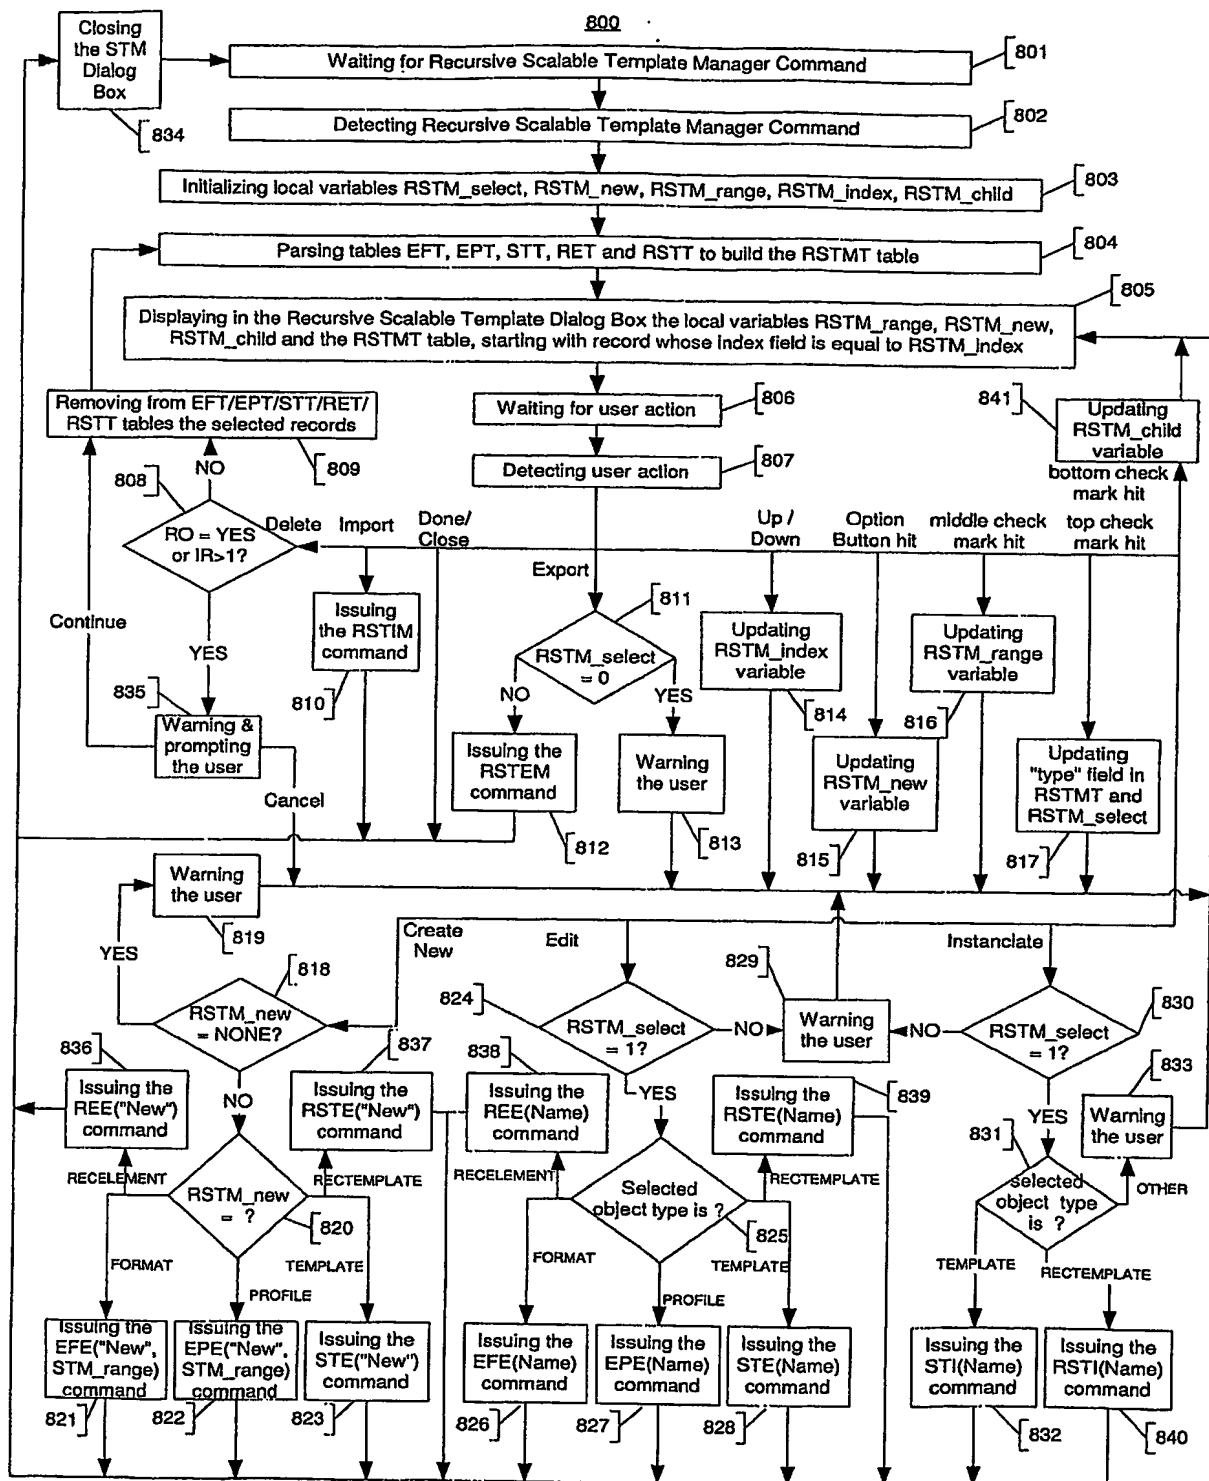 800
Closing
the STM
Dialog
Box
834
Waiting for Recursive Scalable Template Manager Command
801
Detecting Recursive Scalable Template Manager Command
802
Initializing local variables RSTM_select, RSTM_new, RSTM_range, RSTM_index, RSTM_child
803
Parsing tables EFT, EPT, STT, RET and RSTT to build the RSTMT table
804
805
Displaying in the Recursive Scalable Template Dialog Box the local variables RSTM_range, RSTM_new,
RSTM_child and the RSTMT table, starting with record whose index field is equal to RSTM_index
Removing from EFT/EPT/STT/RET/
RSTT tables the selected records
809
Waiting for user action
806
Detecting user action
807
841
Updating
RSTM_child
variable
bottom check
mark hit
NO
808
RO = YES
or IR>1?
Delete
Import
Done/
Close
Export
Up /
Down
Option
Button hit
middle check
mark hit
top check
mark hit
Continue
YES
835
Warning &
prompting
the user
Cancel
Issuing
the RSTIM
command
810
811
RSTM_select
= 0
NO
YES
Issuing the
RSTEM
command
812
Warning
the user
813
Updating
RSTM_index
variable
814
Updating
RSTM_new
variable
815
Updating
RSTM_range
variable
816
Updating
"type" field in
RSTMT and
RSTM_select
817
Warning
the user
819
YES
Create
New
Edit
Instanciate
818
RSTM_new
= NONE?
NO
824
RSTM_select
= 1?
NO
YES
829
Warning
the user
NO
RSTM_select
= 1?
830
YES
836
Issuing the
REE("New")
command
837
Issuing the
RSTE("New")
command
838
Issuing the
REE(Name)
command
Issuing the
RSTE(Name)
command
839
833
Warning
the user
831
RECELEMENT
RSTM_new
= ?
820
RECTEMPLATE
RECELEMENT
Selected
object type is ?
825
RECTEMPLATE
selected
object type
is ?
OTHER
FORMAT
PROFILE
TEMPLATE
FORMAT
PROFILE
TEMPLATE
TEMPLATE
RECTEMPLATE
Issuing the
EFE("New",
STM_range)
command
821
Issuing the
EPE("New",
STM_range)
command
822
Issuing the
STE("New")
command
823
Issuing the
EFE(Name)
command
826
Issuing the
EPE(Name)
command
827
Issuing the
STE(Name)
command
828
Issuing the
STI(Name)
command
832
Issuing the
RSTI(Name)
command
840